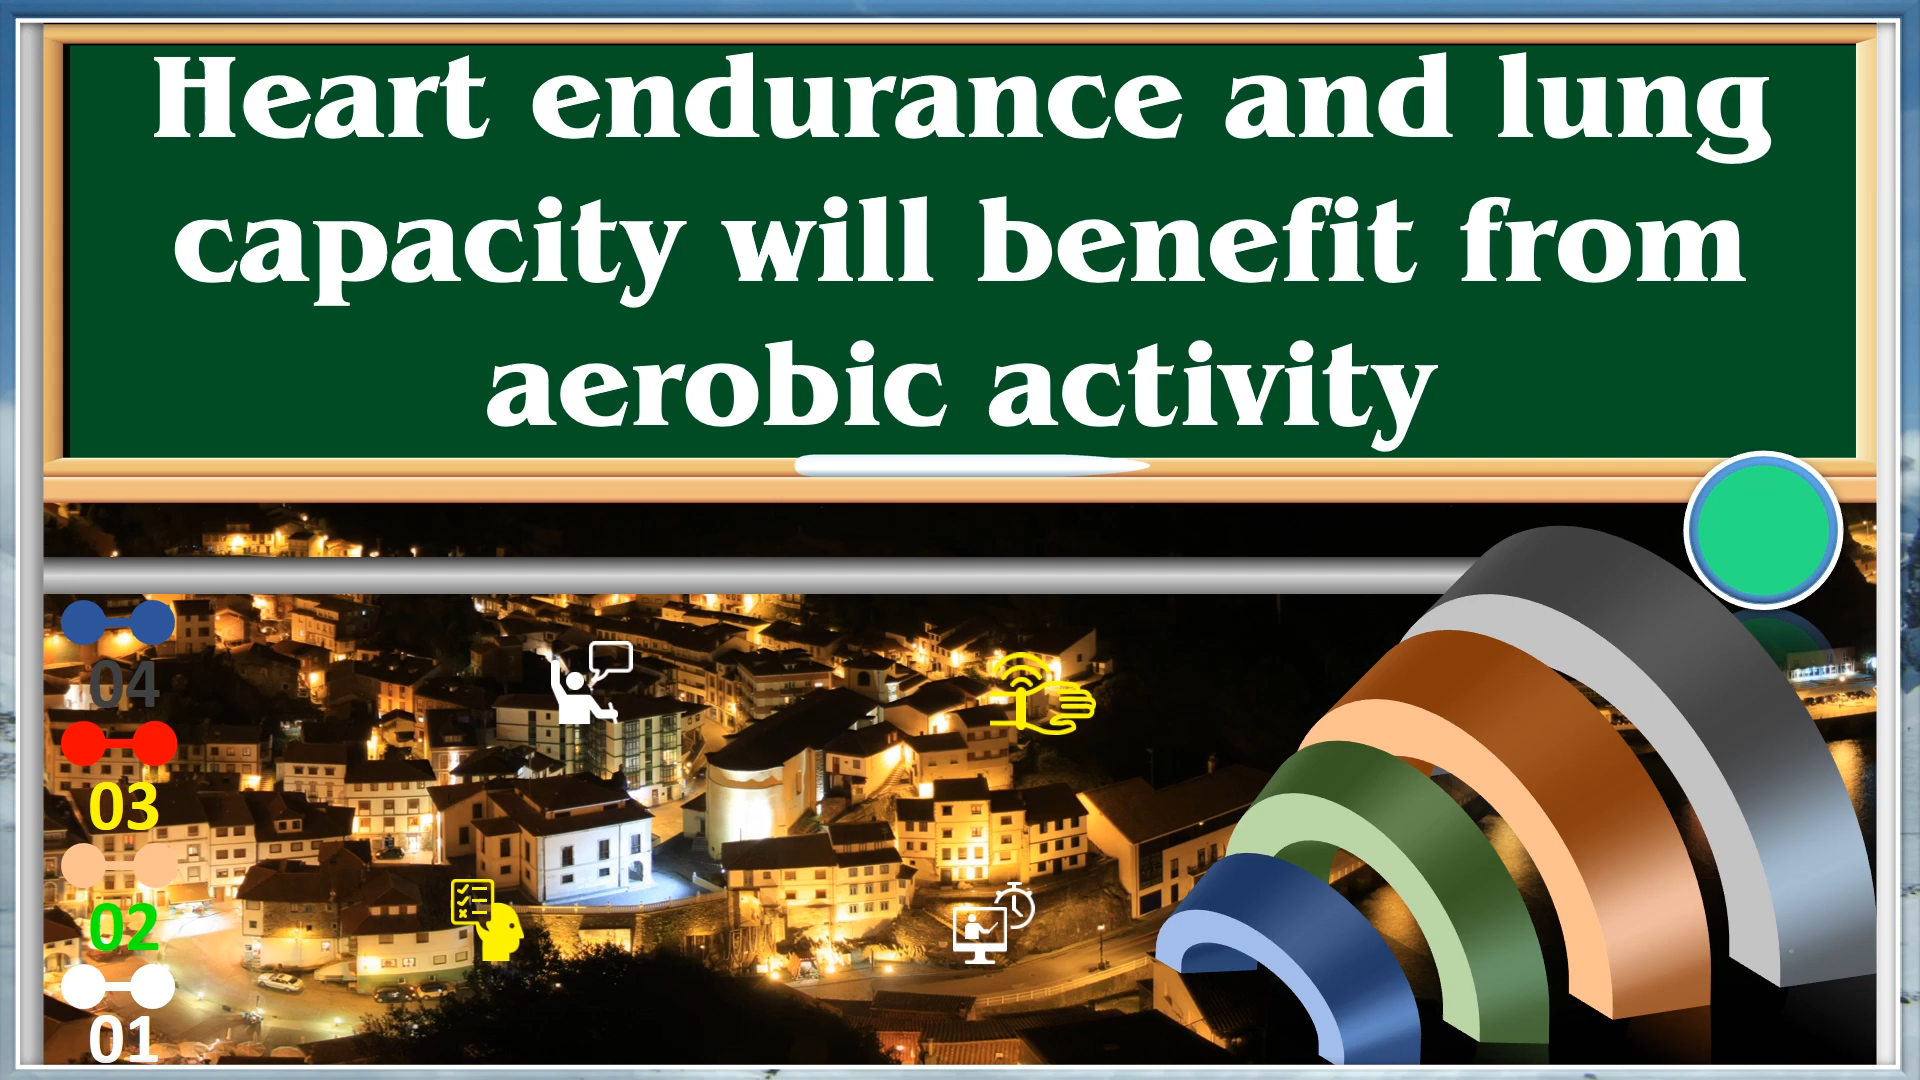 Heart endurance and lung
capacity will benefit from
aerobic activity
04
03
02
01